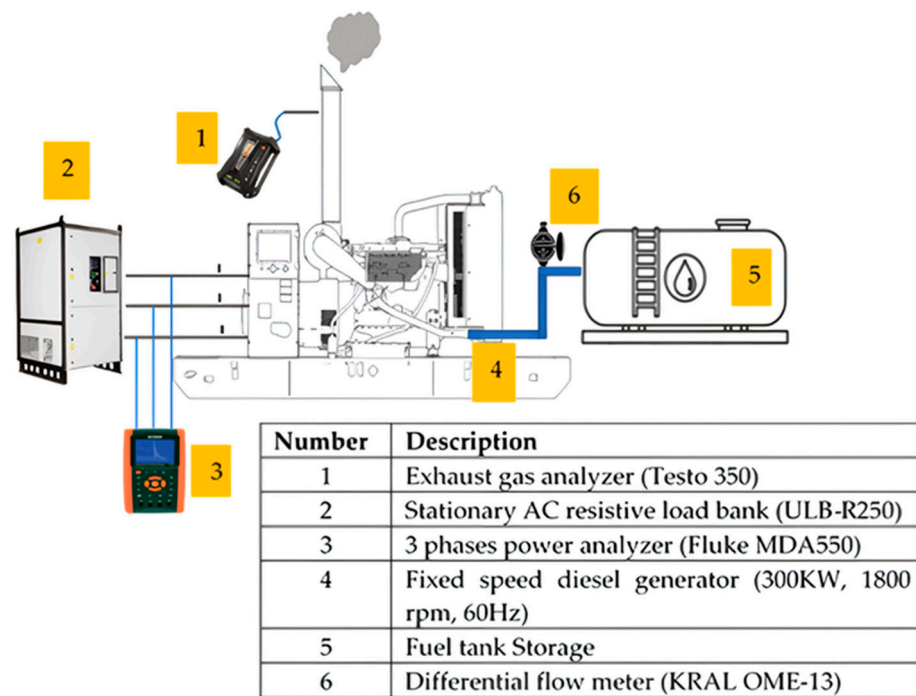 1
2
6
5
4
3
Number Description
1 Exhaust gas analyzer (Testo 350)
2 Stationary AC resistive load bank (ULB-R250)
3 3 phases power analyzer (Fluke MDA550)
4 Fixed speed diesel generator (300KW, 1800
rpm, 60Hz)
5 Fuel tank Storage
6 Differential flow meter (KRAL OME-13)